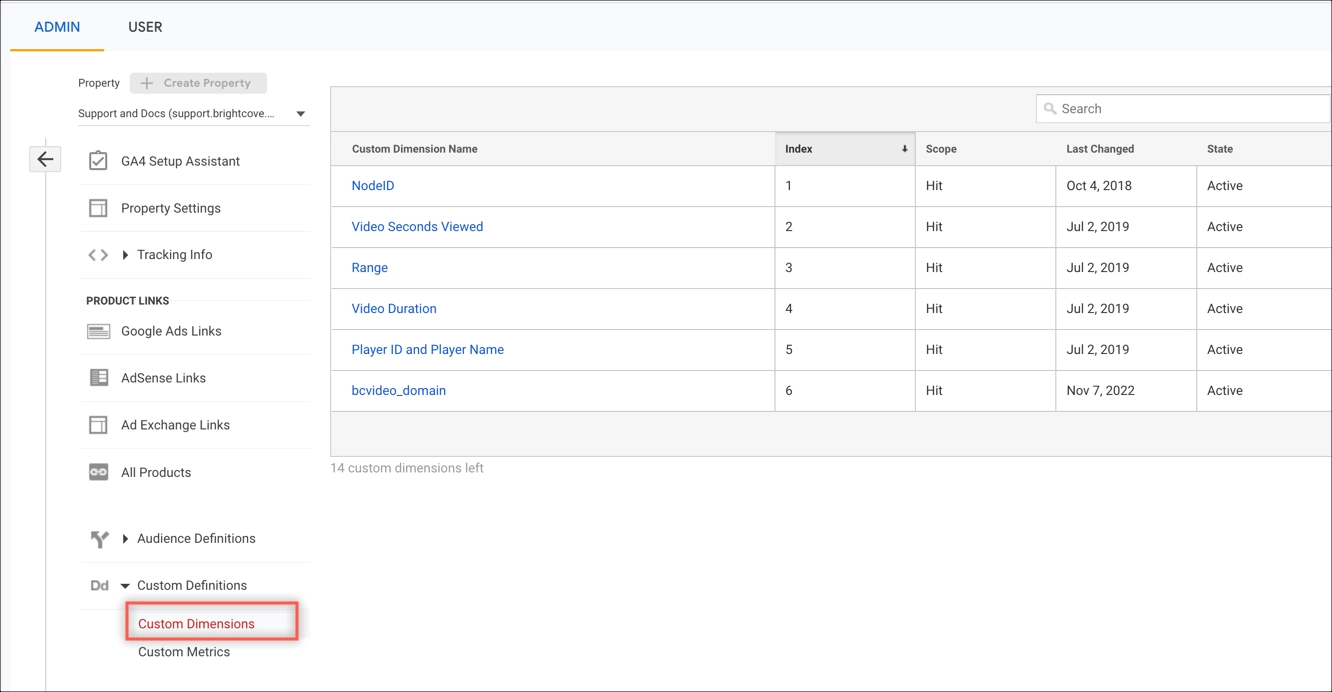 ADMIN USER
Property + Create Property
Support and Docs (support.brightcove....
GA4 Setup Assistant
Property Settings
Tracking Info
PRODUCT LINKS
Google Ads Links
AdSense Links
Ad Exchange Links
All Products
Audience Definitions
Dd Custom Definitions
Custom Dimensions
Custom Metrics
Search
Custom Dimension Name Index Scope Last Changed State
NodeID 1 Hit Oct 4, 2018 Active
Video Seconds Viewed 2 Hit Jul 2, 2019 Active
Range 3 Hit Jul 2, 2019 Active
Video Duration 4 Hit Jul 2, 2019 Active
Player ID and Player Name 5 Hit Jul 2, 2019 Active
bcvideo_domain 6 Hit Nov 7, 2022 Active
14 custom dimensions left